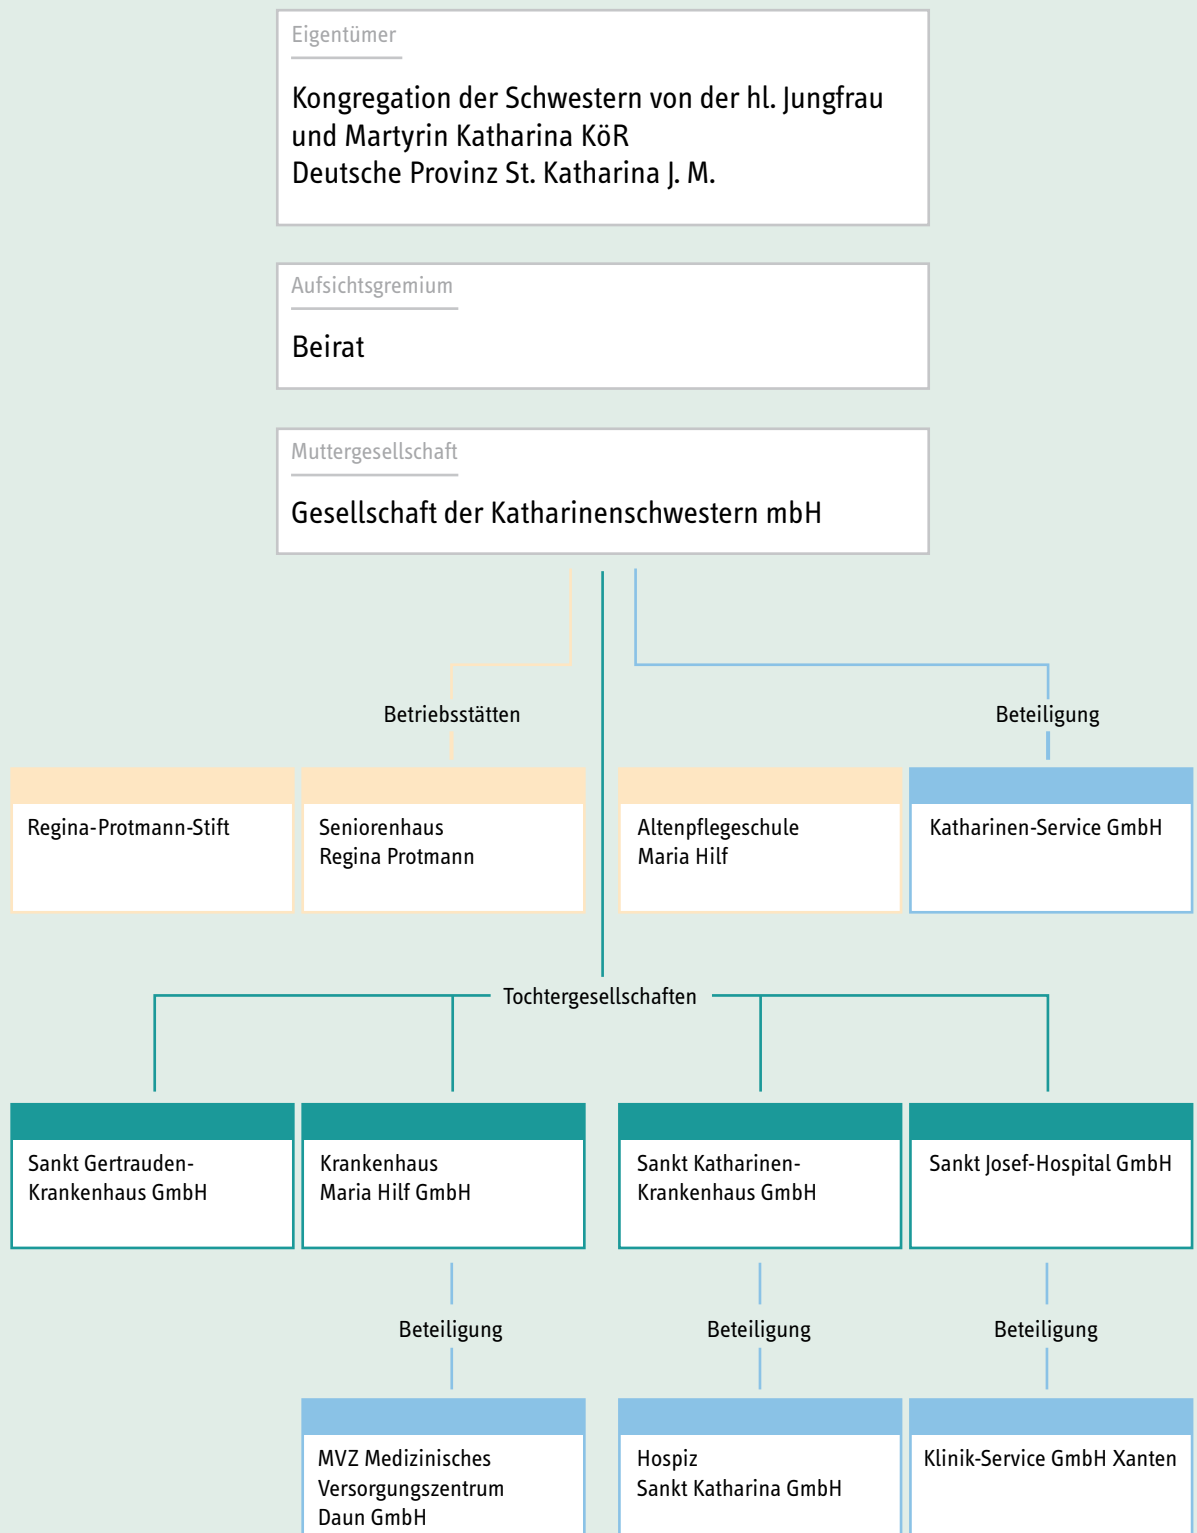 Eigentümer
Kongregation der Schwestern von der hl. Jungfrau
und Martyrin Katharina KöR
Deutsche Provinz St. Katharina J. M.
Aufsichtsgremium
Beirat
Muttergesellschaft
Gesellschaft der Katharinenschwestern mbH
Betriebsstätten
Beteiligung
Regina-Protmann-Stift
Seniorenhaus
Regina Protmann
Altenpflegeschule
Maria Hilf
Katharinen-Service GmbH
Tochtergesellschaften
Sankt Gertrauden-
Krankenhaus GmbH
Krankenhaus
Maria Hilf GmbH
Sankt Katharinen-
Krankenhaus GmbH
Sankt Josef-Hospital GmbH
Beteiligung
Beteiligung
Beteiligung
MVZ Medizinisches
Versorgungszentrum
Daun GmbH
Hospiz
Sankt Katharina GmbH
Klinik-Service GmbH Xanten